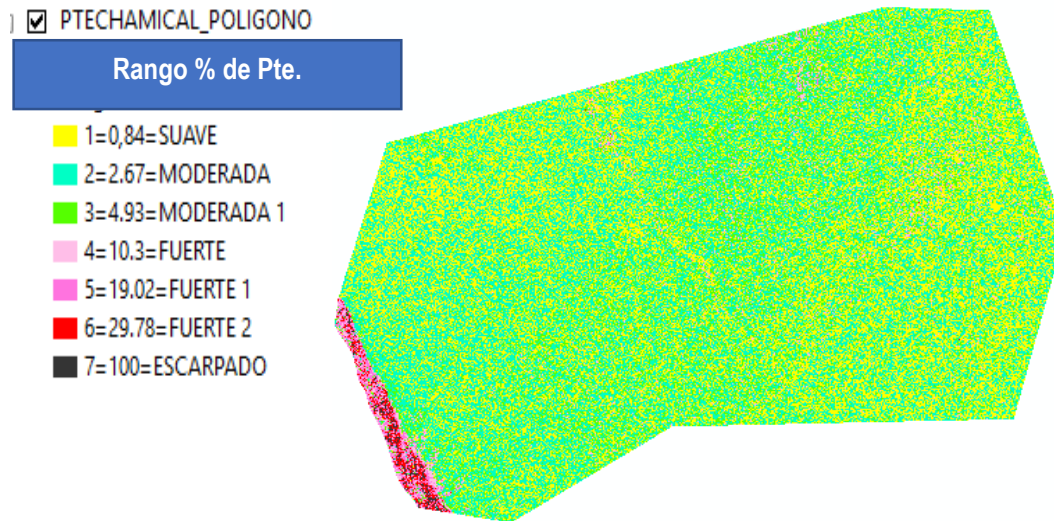 PTECHAMICAL_POLIGONO
Rango % de Pte.
1=0,84=SUAVE
2=2.67=MODERADA
3=4.93=MODERADA 1
4=10.3=FUERTE
5=19.02=FUERTE 1
6=29.78=FUERTE 2
7=100=ESCARPADO